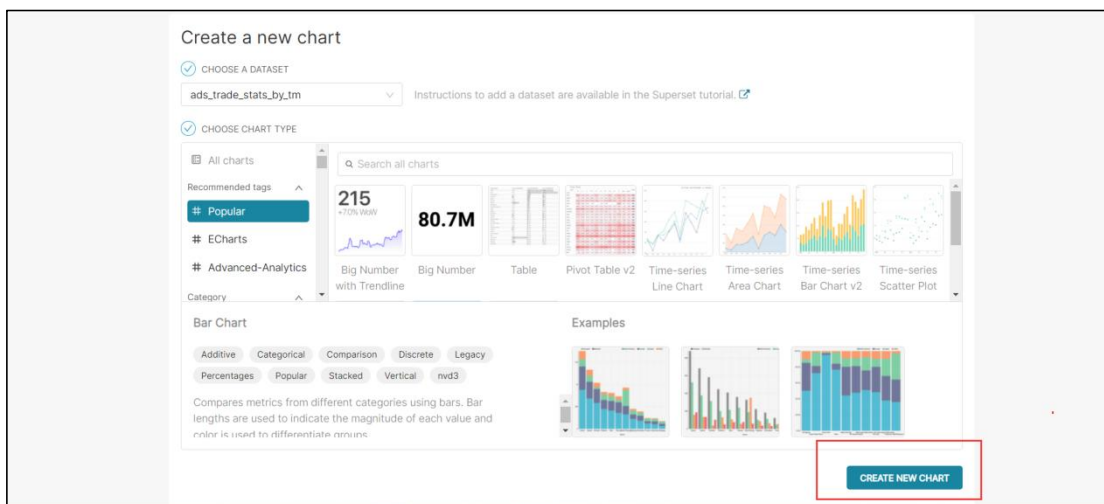 Create a new chart
CHOOSE A DATASET
ads_trade_stats_by_tm
Instructions to add a dataset are available in the Superset tutorial.
CHOOSE CHART TYPE
All charts
Search all charts
Recommended tags
# Popular
# ECharts
# Advanced-Analytics
Category
215
+7.0% WoW
80.7M
Big Number with Trendline
Big Number
Table
Pivot Table v2
Time-series Line Chart
Time-series Area Chart
Time-series Bar Chart v2
Time-series Scatter Plot
Bar Chart
Additive Categorical Comparison Discrete Legacy
Percentages Popular Stacked Vertical nvd3
Compares metrics from different categories using bars. Bar
lengths are used to indicate the magnitude of each value and
color is used to differentiate groups.
Examples
CREATE NEW CHART